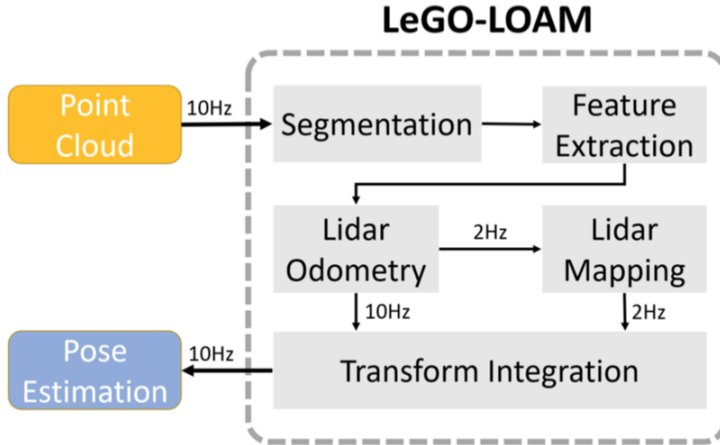 LeGO-LOAM
Point
Cloud
10Hz
Segmentation
Feature
Extraction
Lidar
Odometry
2Hz
Lidar
Mapping
10Hz
2Hz
Pose
Estimation
10Hz
Transform Integration